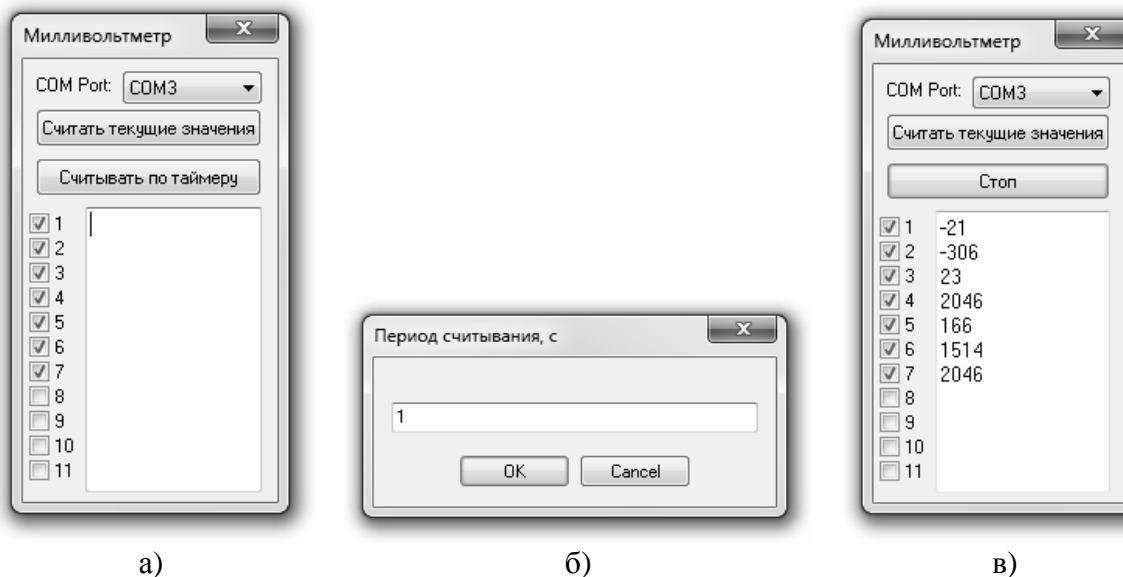 Милливольтметр
COM Port: COM3
Считать текущие значения
Считывать по таймеру
1
2
3
4
5
6
7
8
9
10
11
а)
Период считывания, с
1
OK Cancel
б)
Милливольтметр
COM Port: COM3
Считать текущие значения
Стоп
1 -21
2 -306
3 23
4 2046
5 166
6 1514
7 2046
8
9
10
11
в)